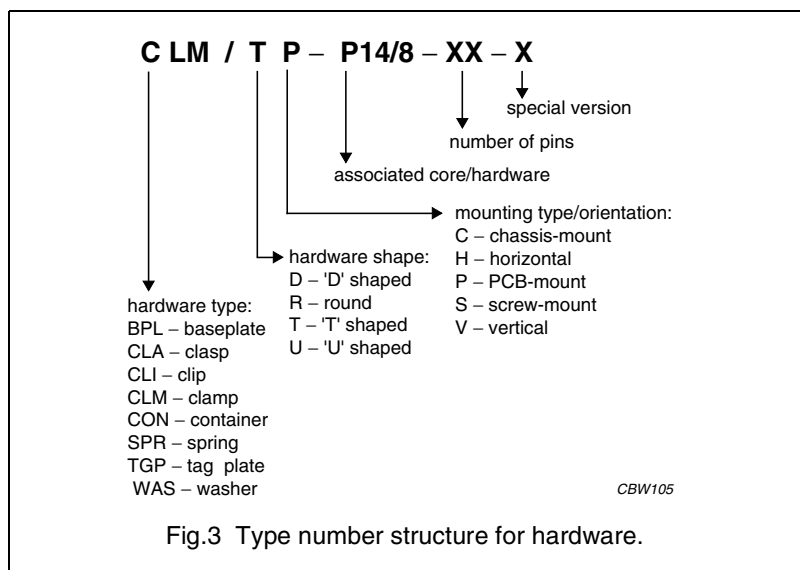 C LM / T P – P14/8 – XX – X
special version
number of pins
associated core/hardware
mounting type/orientation:
C – chassis-mount
H – horizontal
P – PCB-mount
S – screw-mount
V – vertical
hardware shape:
D – 'D' shaped
R – round
T – 'T' shaped
U – 'U' shaped
hardware type:
BPL – baseplate
CLA – clasp
CLI – clip
CLM – clamp
CON – container
SPR – spring
TGP – tag plate
WAS – washer
CBW105
Fig.3 Type number structure for hardware.